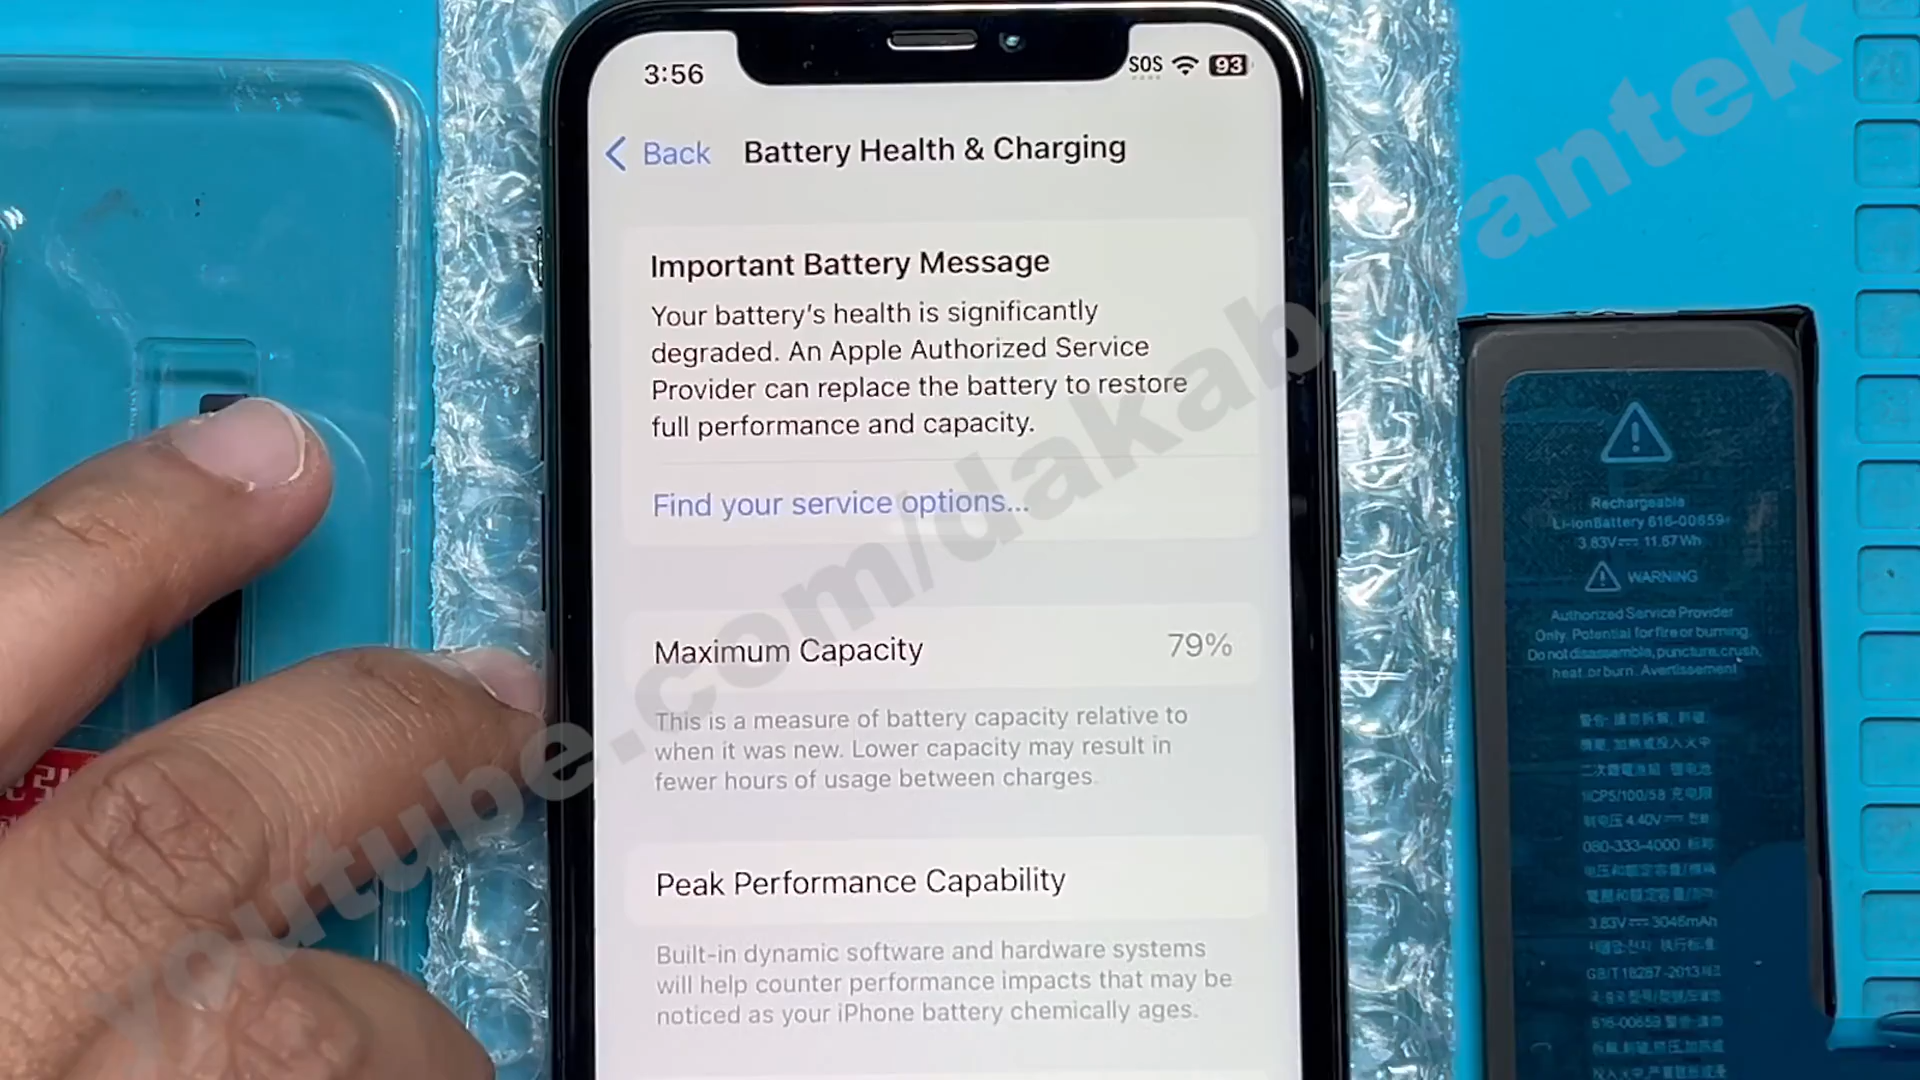 3:56
SOS
93
Back
Battery Health & Charging
Important Battery Message
Your battery's health is significantly
degraded. An Apple Authorized Service
Provider can replace the battery to restore
full performance and capacity.
Find your service options...
Maximum Capacity
79%
This is a measure of battery capacity relative to
when it was new. Lower capacity may result in
fewer hours of usage between charges.
Peak Performance Capability
Built-in dynamic software and hardware systems
will help counter performance impacts that may be
noticed as your iPhone battery chemically ages.
Rechargeable
Li-ionBattery 616-00659
3.83V 11.67Wh
WARNING
Authorized Service Provider
Only. Potential for fire or burning.
Do not disassemble, puncture, crush,
heat, or burn. Avertissement
080-333-4000
3.83V 3046mAh
GB/T18287-2013